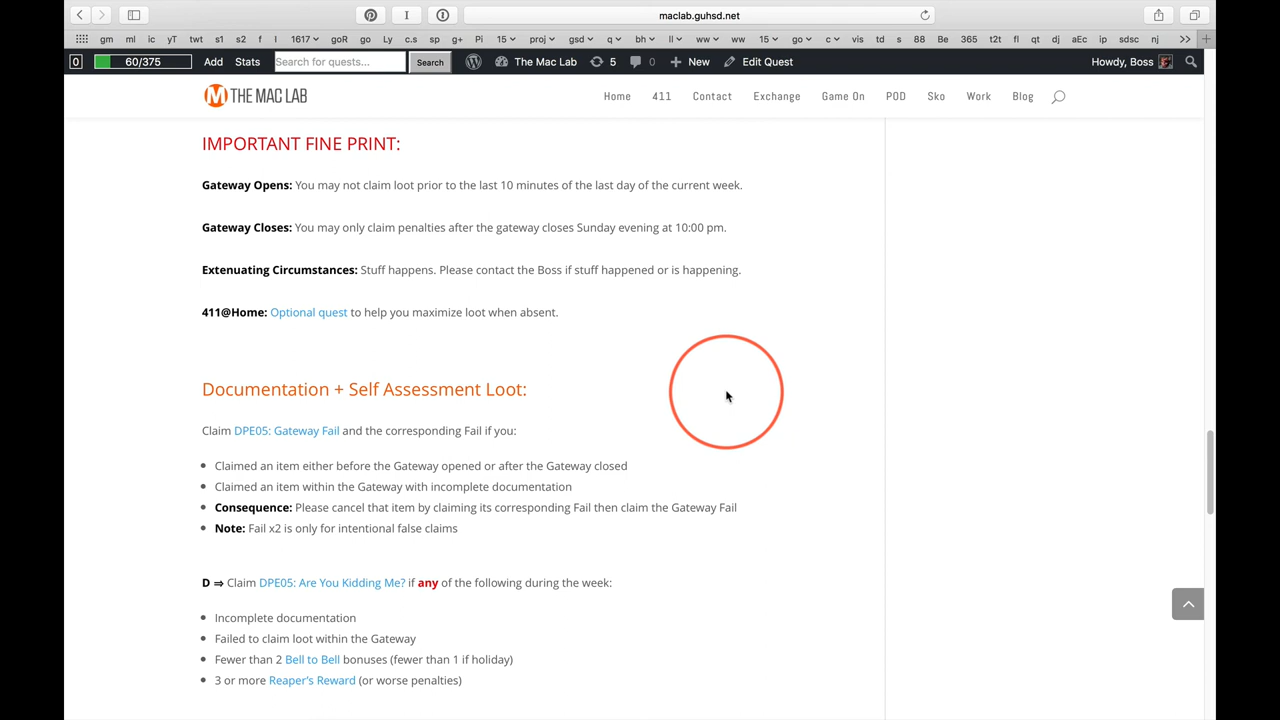 maclab.guhsd.net
gm ml ic yT twt s1 s2 f I 1617 goR go Ly c.s sp g+ Pi 15 proj gsd q bh ll ww ww 15 go c vis td s 88 Be 365 t2t fl qt dj aEc ip sdsc nj
0 60/375 Add Stats Search for quests... Search The Mac Lab 5 0 New Edit Quest Howdy, Boss
M THE MAC LAB Home 411 Contact Exchange Game On POD Sko Work Blog
IMPORTANT FINE PRINT:
Gateway Opens: You may not claim loot prior to the last 10 minutes of the last day of the current week.
Gateway Closes: You may only claim penalties after the gateway closes Sunday evening at 10:00 pm.
Extenuating Circumstances: Stuff happens. Please contact the Boss if stuff happened or is happening.
411@Home: Optional quest to help you maximize loot when absent.
Documentation + Self Assessment Loot:
Claim DPE05: Gateway Fail and the corresponding Fail if you:
• Claimed an item either before the Gateway opened or after the Gateway closed
• Claimed an item within the Gateway with incomplete documentation
• Consequence: Please cancel that item by claiming its corresponding Fail then claim the Gateway Fail
• Note: Fail x2 is only for intentional false claims
D ⇒ Claim DPE05: Are You Kidding Me? if any of the following during the week:
• Incomplete documentation
• Failed to claim loot within the Gateway
• Fewer than 2 Bell to Bell bonuses (fewer than 1 if holiday)
• 3 or more Reaper's Reward (or worse penalties)